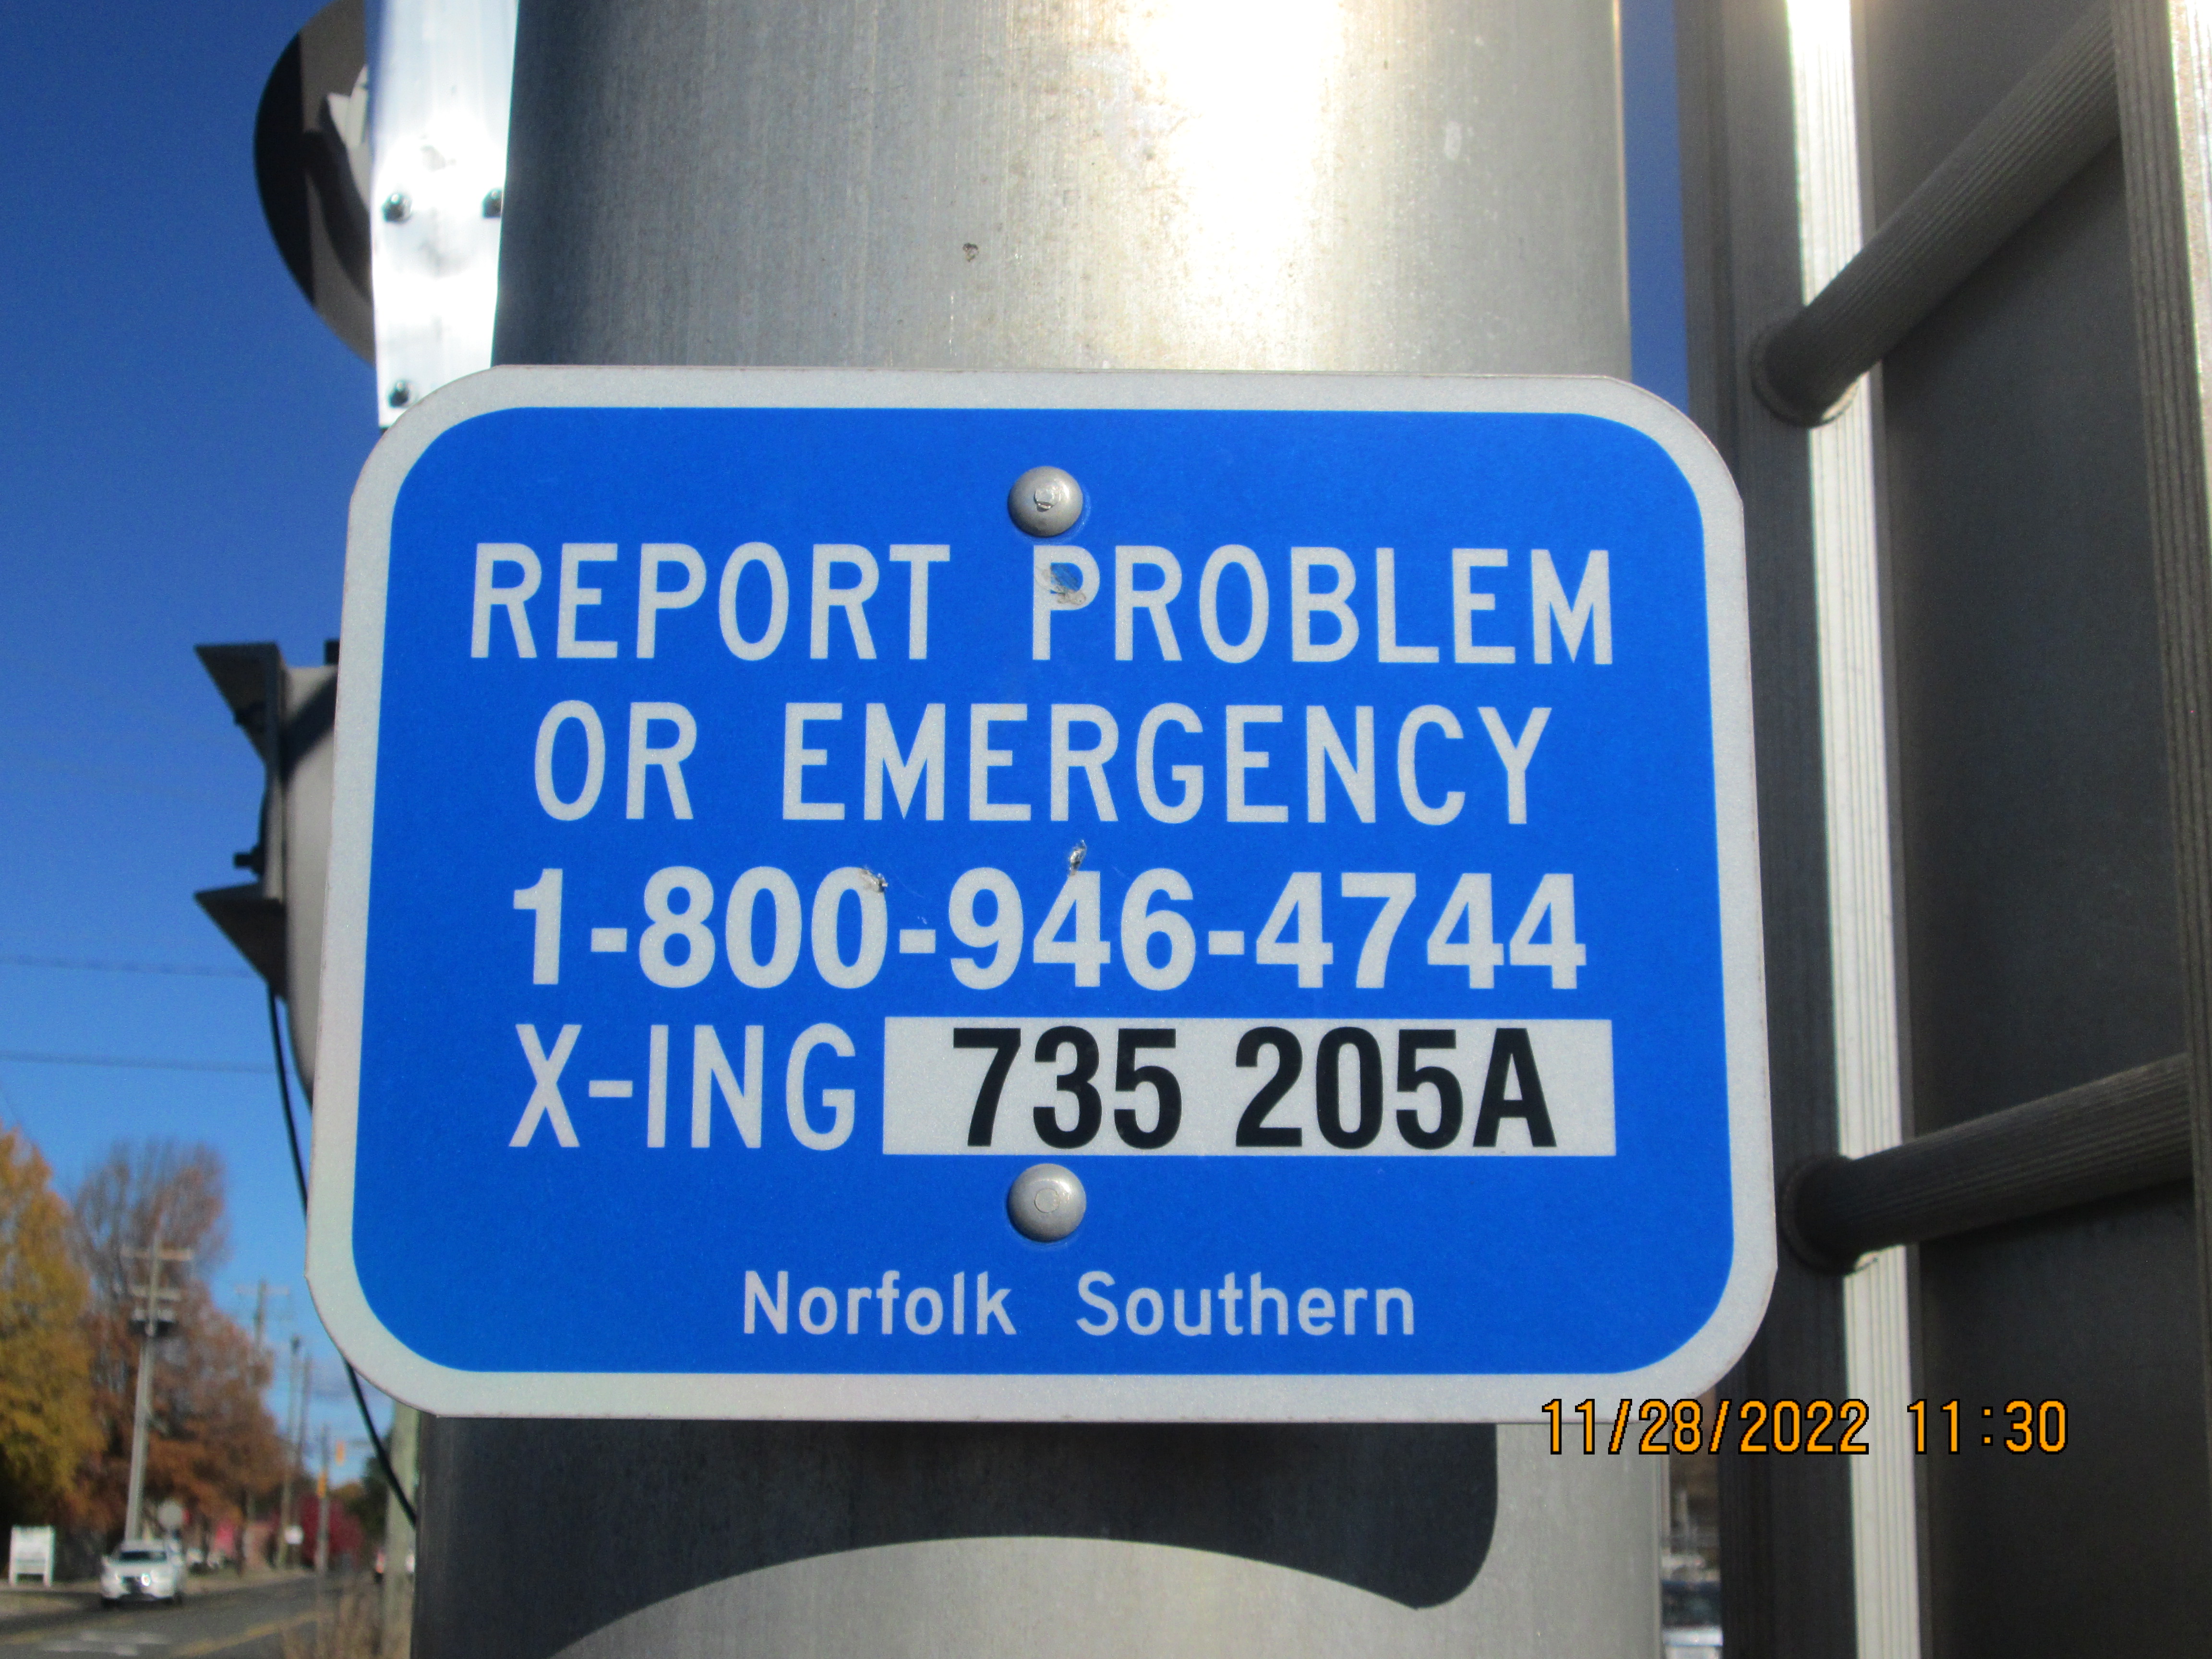 REPORT PROBLEM
OR EMERGENCY
1-800-946-4744
X-ING 735 205A
Norfolk Southern
11/28/2022 11:30